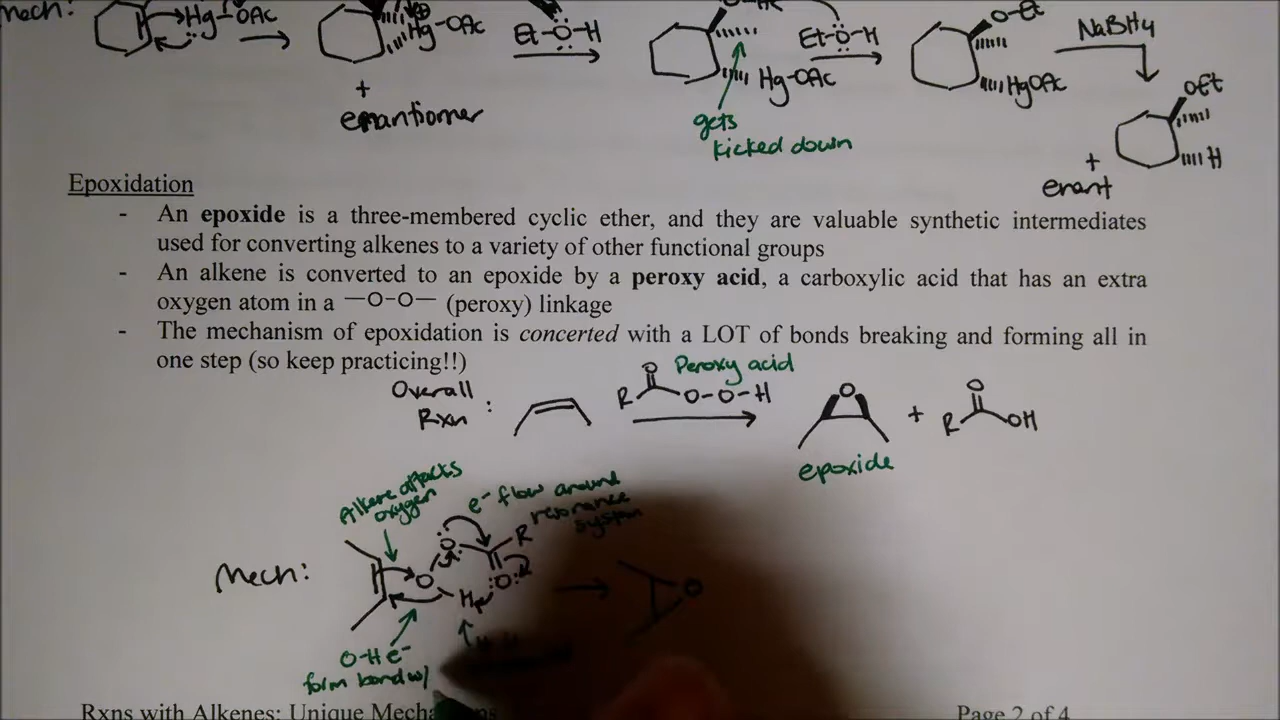 Mech:
Hg-OAc
Hg-OAc
Et-O-H
Hg-OAc
Et-O-H
O-Et
HgOAc
NaBH4
OEt
H
+
enantiomer
gets
kicked down
+
enant
Epoxidation
- An epoxide is a three-membered cyclic ether, and they are valuable synthetic intermediates
used for converting alkenes to a variety of other functional groups
- An alkene is converted to an epoxide by a peroxy acid, a carboxylic acid that has an extra
oxygen atom in a —O-O— (peroxy) linkage
- The mechanism of epoxidation is concerted with a LOT of bonds breaking and forming all in
one step (so keep practicing!!)
Peroxy acid
Overall
Rxn :
R O O-O-H
O
+ R O OH
epoxide
Alkene attacks
oxygen
e- flow around
resonance
system
Mech:
O O R
H O
O
O-H e-
form bond w/
Rxns with Alkenes: Unique Mechanisms
Page 2 of 4